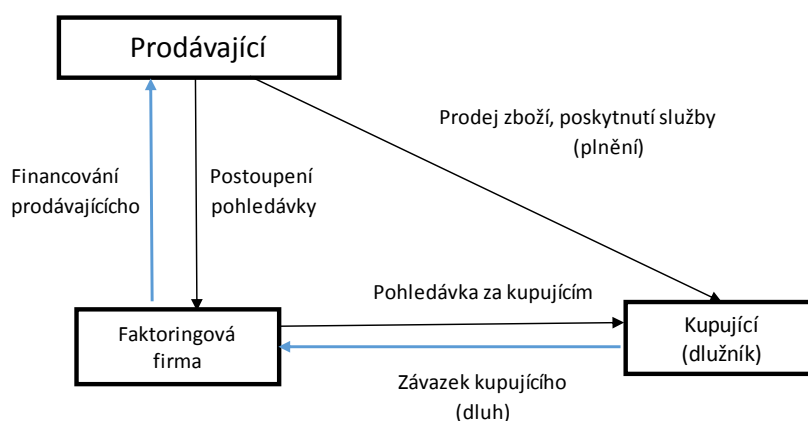 Prodávající
Prodej zboží, poskytnutí služby
(plnění)
Financování
prodávajícícho
Postoupení
pohledávky
Pohledávka za kupujícím
Faktoringová
firma
Kupující
(dlužník)
Závazek kupujícího
(dluh)